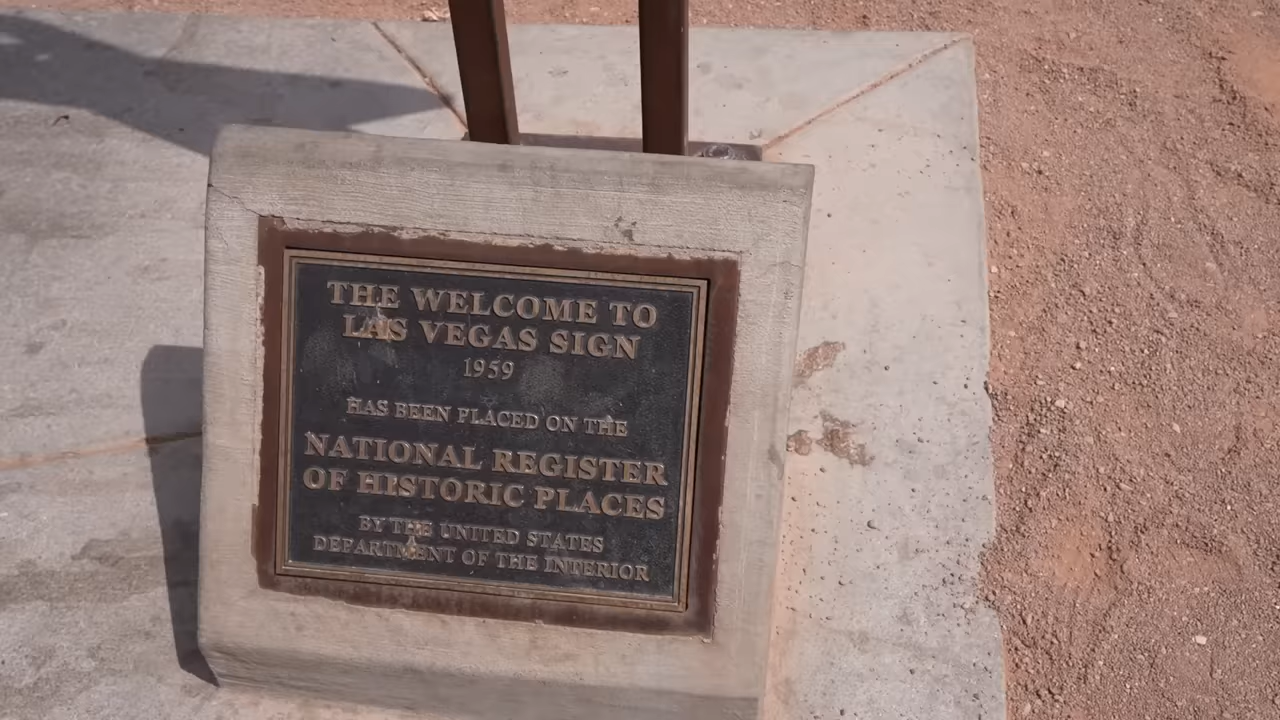 THE WELCOME TO
LAS VEGAS SIGN
1959
HAS BEEN PLACED ON THE
NATIONAL REGISTER
OF HISTORIC PLACES
BY THE UNITED STATES
DEPARTMENT OF THE INTERIOR